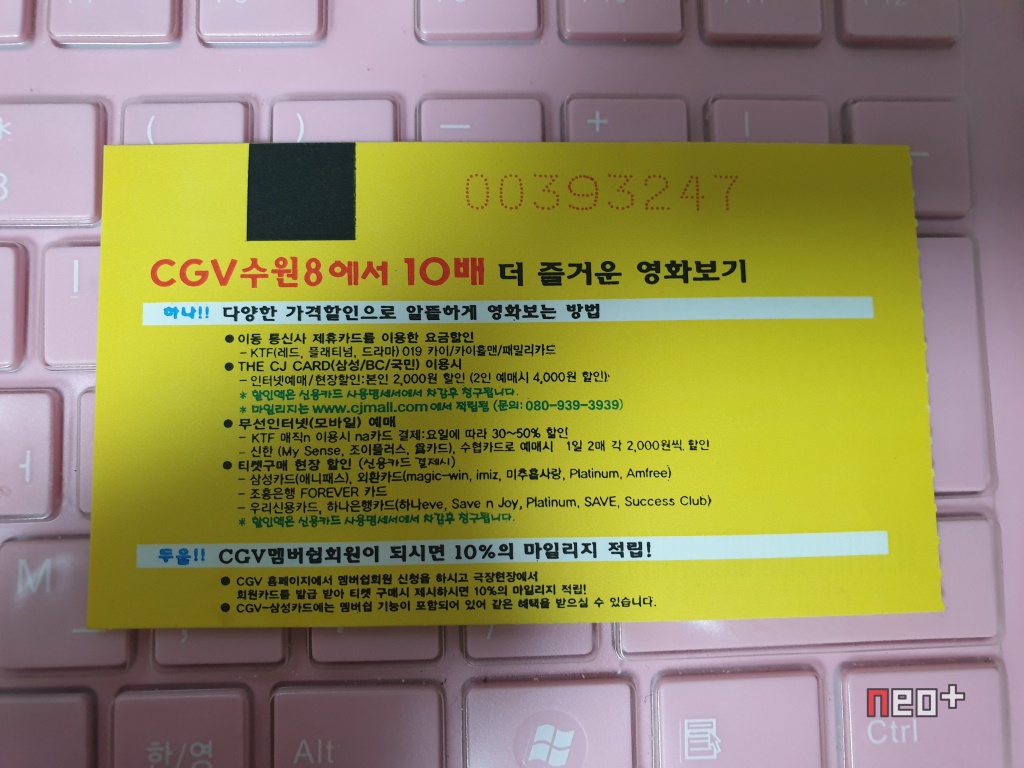 00393247
CGV수원8에서 10배 더 즐거운 영화보기
하나!! 다양한 가격할인으로 알뜰하게 영화보는 방법
● 이동 통신사 제휴카드를 이용한 요금할인
– KTF(레드, 플래티넘, 드라마) 019 카이/카이홀맨/패밀리카드
● THE CJ CARD(삼성/BC/국민) 이용시
– 인터넷예매/현장할인:본인 2,000원 할인 (2인 예매시 4,000원 할인)
* 할인액은 신용카드 사용명세서에서 차감후 청구됩니다.
* 마일리지는 www.cjmall.com에서 적립됨 (문의: 080-939-3939)
● 무선인터넷(모바일) 예매
– KTF 매직n 이용시 na카드 결제:요일에 따라 30~50% 할인
– 신한 (My Sense, 조이플러스, 카드), 수협카드로 예매시 1일 2매 각 2,000원씩 할인
● 티켓구매 현장 할인 (신용카드 결제시)
– 삼성카드(애니패스), 외환카드(magic-win, imiz, 미추홀사랑, Platinum, Amfree)
– 조흥은행 FOREVER 카드
– 우리신용카드, 하나은행카드(하나eve, Save n Joy, Platinum, SAVE, Success Club)
* 할인액은 신용카드 사용명세서에서 차감후 청구됩니다.
두울!! CGV멤버쉽회원이 되시면 10%의 마일리지 적립!
● CGV 홈페이지에서 멤버쉽회원 신청을 하시고 극장현장에서
회원카드를 발급 받아 티켓 구매시 제시하시면 10%의 마일리지 적립!
● CGV-삼성카드에는 멤버쉽 기능이 포함되어 있어 같은 혜택을 받으실 수 있습니다.
M
한/영
Alt
Ctrl
neo+